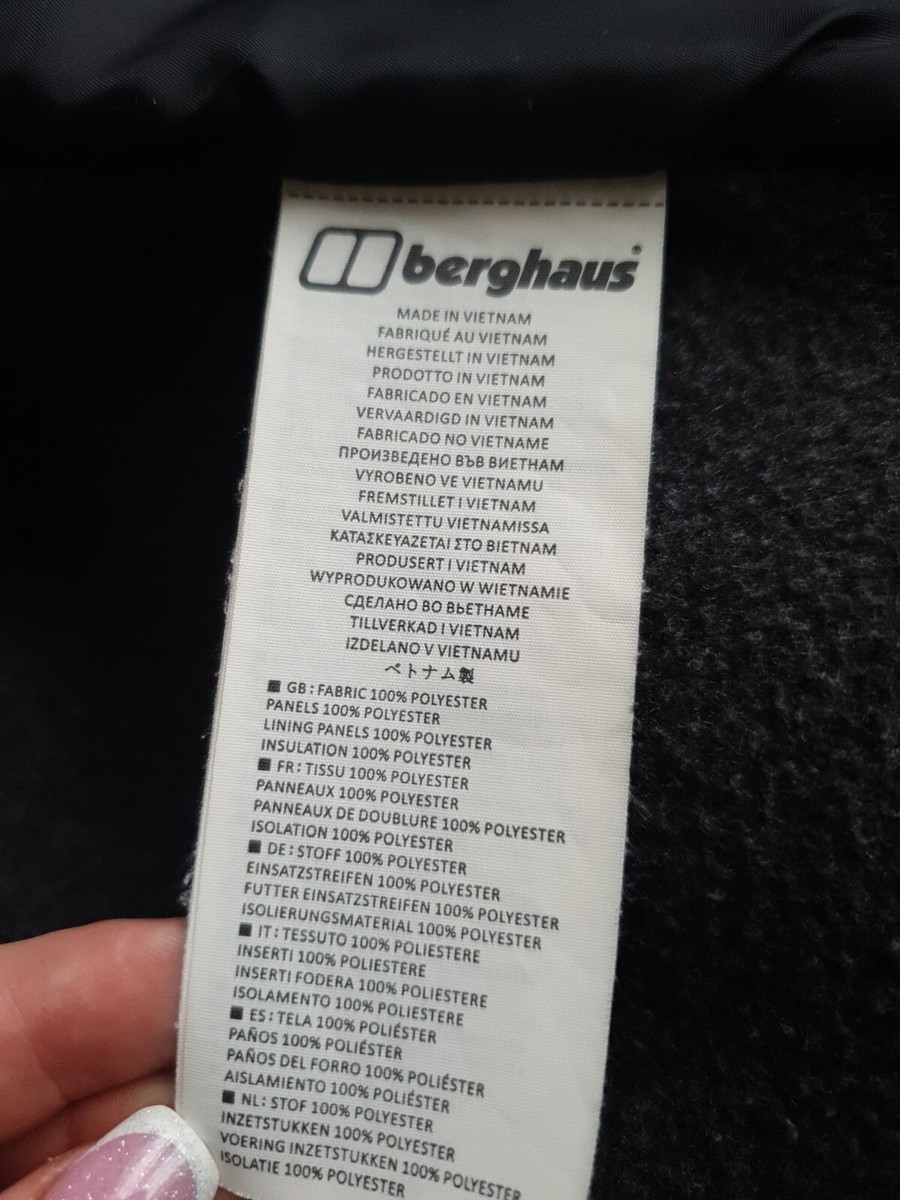 berghaus®
MADE IN VIETNAM
FABRIQUÉ AU VIETNAM
HERGESTELLT IN VIETNAM
PRODOTTO IN VIETNAM
FABRICADO EN VIETNAM
VERVAARDIGD IN VIETNAM
FABRICADO NO VIETNAME
ПРОИЗВЕДЕНО ВЪВ ВИЕТНАМ
VYROBENO VE VIETNAMU
FREMSTILLET I VIETNAM
VALMISTETTU VIETNAMISSA
ΚΑΤΑΣΚΕΥΑΖΕΤΑΙ ΣΤΟ ΒΙΕΤΝΑΜ
PRODUSERT I VIETNAM
WYPRODUKOWANO W WIETNAMIE
СДЕЛАНО ВО ВЬЕТНАМЕ
TILLVERKAD I VIETNAM
IZDELANO V VIETNAMU
ベトナム製
■ GB: FABRIC 100% POLYESTER
PANELS 100% POLYESTER
LINING PANELS 100% POLYESTER
INSULATION 100% POLYESTER
■ FR: TISSU 100% POLYESTER
PANNEAUX 100% POLYESTER
PANNEAUX DE DOUBLURE 100% POLYESTER
ISOLATION 100% POLYESTER
■ DE: STOFF 100% POLYESTER
EINSATZSTREIFEN 100% POLYESTER
FUTTER EINSATZSTREIFEN 100% POLYESTER
ISOLIERUNGSMATERIAL 100% POLYESTER
■ IT: TESSUTO 100% POLIESTERE
INSERTI 100% POLIESTERE
INSERTI FODERA 100% POLIESTERE
ISOLAMENTO 100% POLIESTERE
■ ES: TELA 100% POLIÉSTER
PAÑOS 100% POLIÉSTER
PAÑOS DEL FORRO 100% POLIÉSTER
AISLAMIENTO 100% POLIÉSTER
■ NL: STOF 100% POLYESTER
INZETSTUKKEN 100% POLYESTER
VOERING INZETSTUKKEN 100% POLYESTER
ISOLATIE 100% POLYESTER